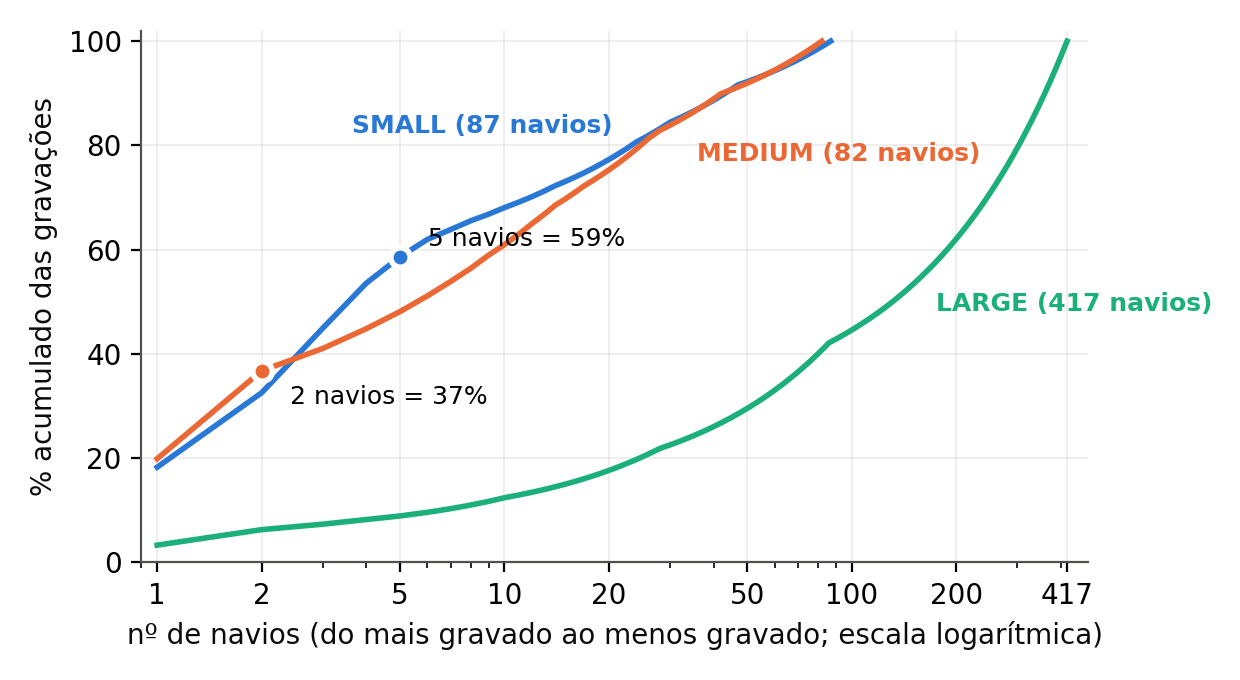 100
80
60
40
20
0
% acumulado das gravações
SMALL (87 navios)
MEDIUM (82 navios)
5 navios = 59%
LARGE (417 navios)
2 navios = 37%
1 2 5 10 20 50 100 200 417
nº de navios (do mais gravado ao menos gravado; escala logarítmica)